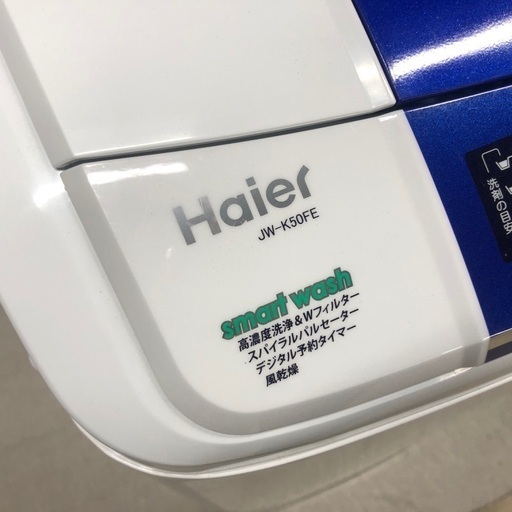 Haier
JW-K50FE
smart wash
高濃度洗浄&Wフィルター
スパイラルパルセーター
デジタル予約タイマー
風乾燥
洗剤の目安